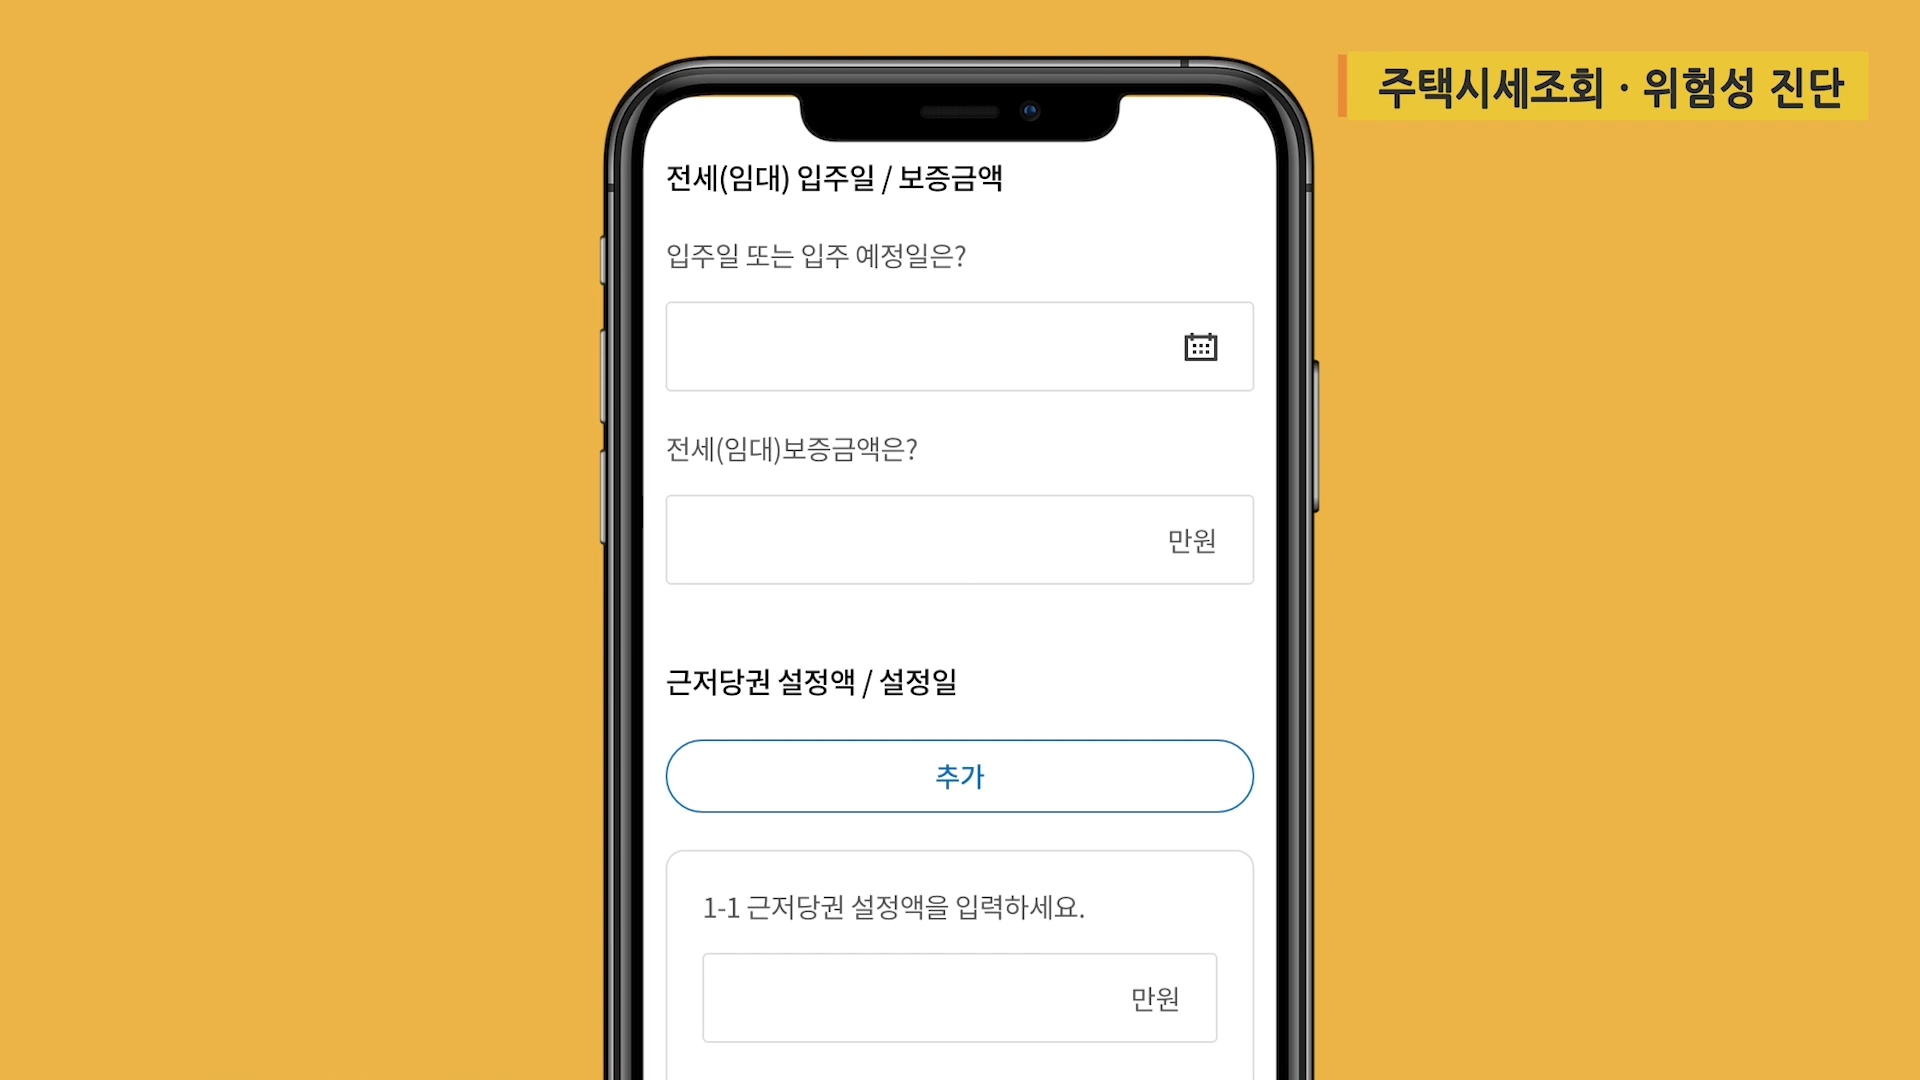 주택시세조회 · 위험성 진단
전세(임대) 입주일 / 보증금액
입주일 또는 입주 예정일은?
전세(임대)보증금액은?
만원
근저당권 설정액 / 설정일
추가
1-1 근저당권 설정액을 입력하세요.
만원